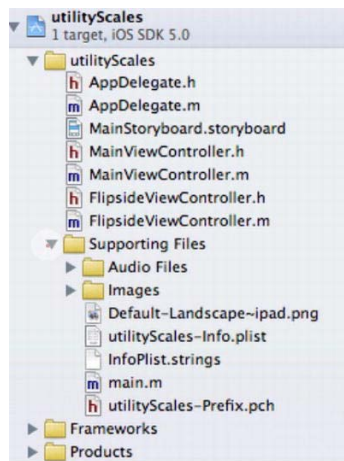 utilityScales
1 target, iOS SDK 5.0
utilityScales
h AppDelegate.h
m AppDelegate.m
MainStoryboard.storyboard
h MainViewController.h
m MainViewController.m
h FlipsideViewController.h
m FlipsideViewController.m
Supporting Files
Audio Files
Images
Default-Landscape~ipad.png
utilityScales-Info.plist
InfoPlist.strings
m main.m
h utilityScales-Prefix.pch
Frameworks
Products